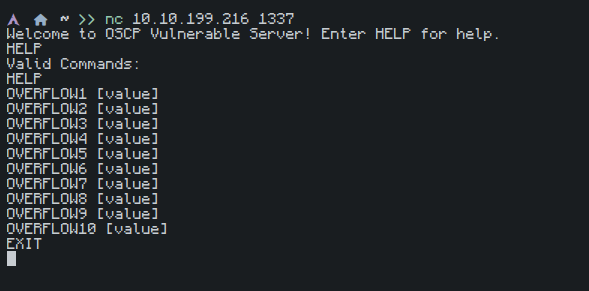 ~ >> nc 10.10.199.216 1337
Welcome to OSCP Vulnerable Server! Enter HELP for help.
HELP
Valid Commands:
HELP
OVERFLOW1 [value]
OVERFLOW2 [value]
OVERFLOW3 [value]
OVERFLOW4 [value]
OVERFLOW5 [value]
OVERFLOW6 [value]
OVERFLOW7 [value]
OVERFLOW8 [value]
OVERFLOW9 [value]
OVERFLOW10 [value]
EXIT